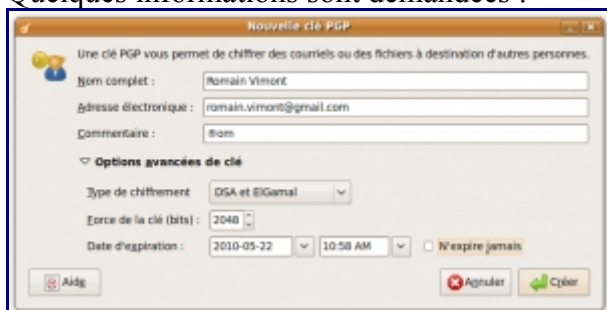 Quelques informations sont demandées :
Nouvelle clé PGP
Une clé PGP vous permet de chiffrer des courriels ou des fichiers à destination d'autres personnes.
Nom complet : Romain Vimont
Adresse électronique : romain.vimont@gmail.com
Commentaire : ®om
Options avancées de clé
Type de chiffrement DSA et ElGamal
Force de la clé (bits) : 2048
Date d'expiration : 2010-05-22 10:58 AM N'expire jamais
Aide Annuler Créer